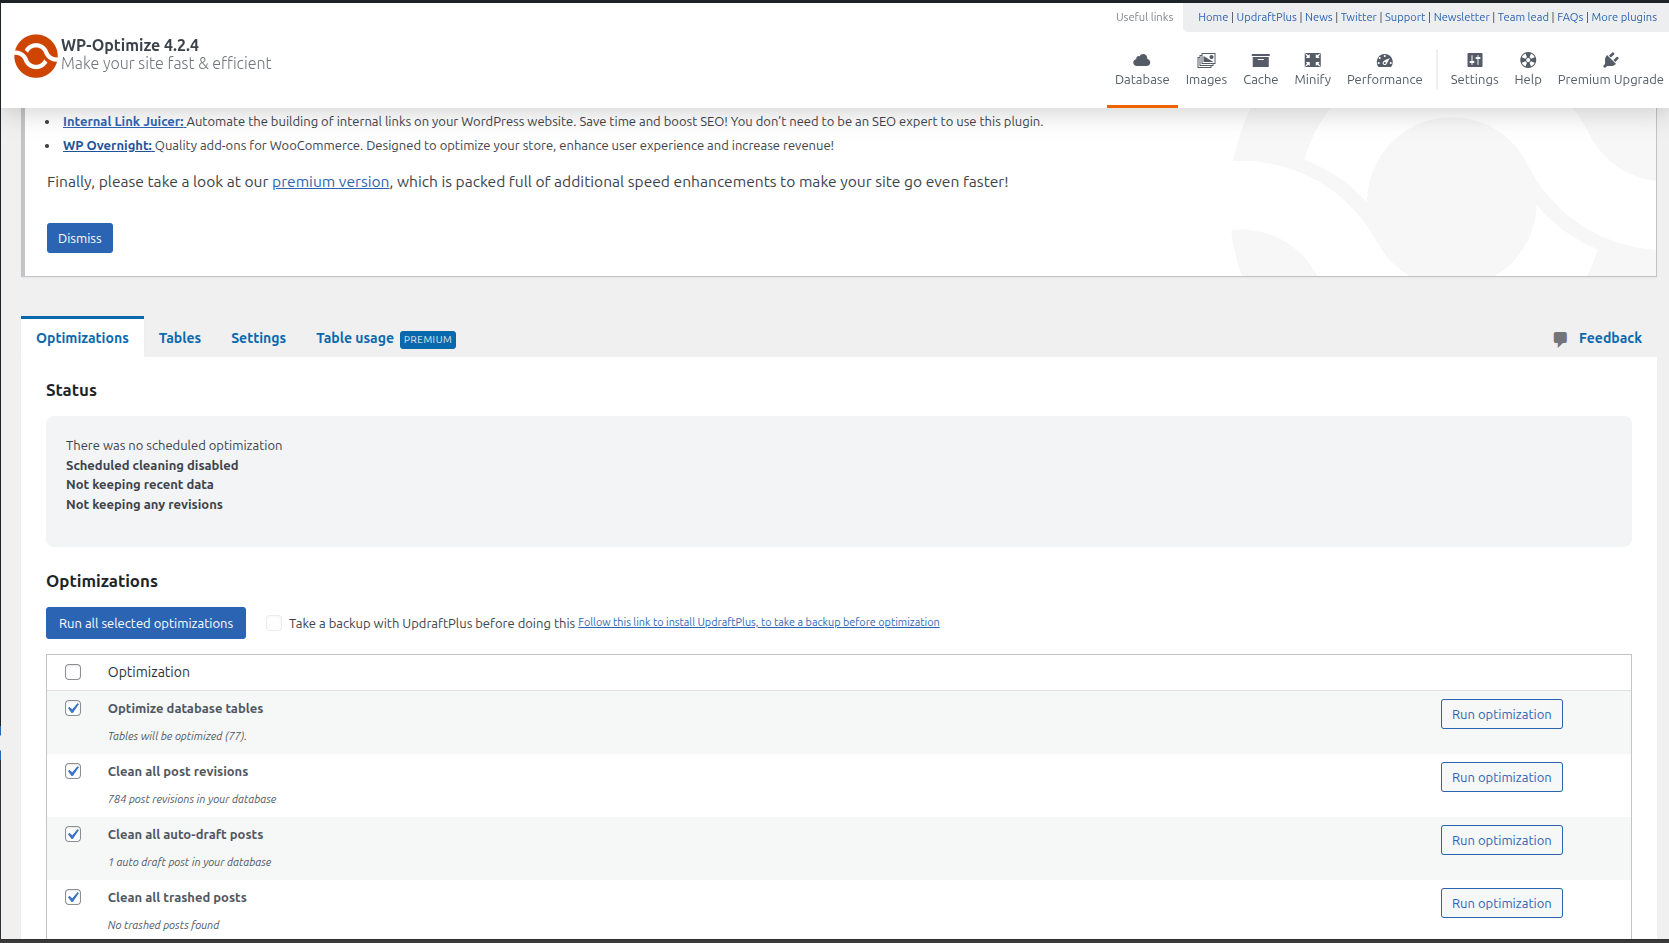 Useful links Home | UpdraftPlus | News | Twitter | Support | Newsletter | Team lead | FAQs | More plugins
WP-Optimize 4.2.4
Make your site fast & efficient
Database Images Cache Minify Performance Settings Help Premium Upgrade
Internal Link Juicer: Automate the building of internal links on your WordPress website. Save time and boost SEO! You don't need to be an SEO expert to use this plugin.
WP Overnight: Quality add-ons for WooCommerce. Designed to optimize your store, enhance user experience and increase revenue!
Finally, please take a look at our premium version, which is packed full of additional speed enhancements to make your site go even faster!
Dismiss
Optimizations Tables Settings Table usage PREMIUM Feedback
Status
There was no scheduled optimization
Scheduled cleaning disabled
Not keeping recent data
Not keeping any revisions
Optimizations
Run all selected optimizations Take a backup with UpdraftPlus before doing this Follow this link to install UpdraftPlus, to take a backup before optimization
Optimization
Optimize database tables Run optimization
Tables will be optimized (77).
Clean all post revisions Run optimization
784 post revisions in your database
Clean all auto-draft posts Run optimization
1 auto draft post in your database
Clean all trashed posts Run optimization
No trashed posts found